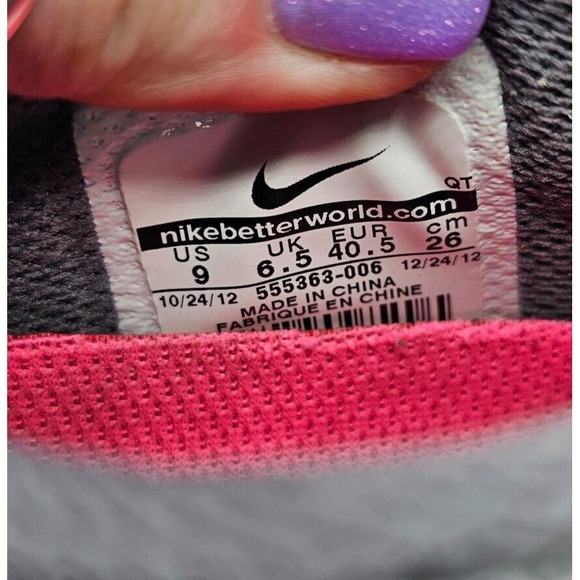 QT
nikebetterworld.com
US UK EUR cm
9 6.5 40.5 26
10/24/12 555363-006 12/24/12
MADE IN CHINA
FABRIQUE EN CHINE